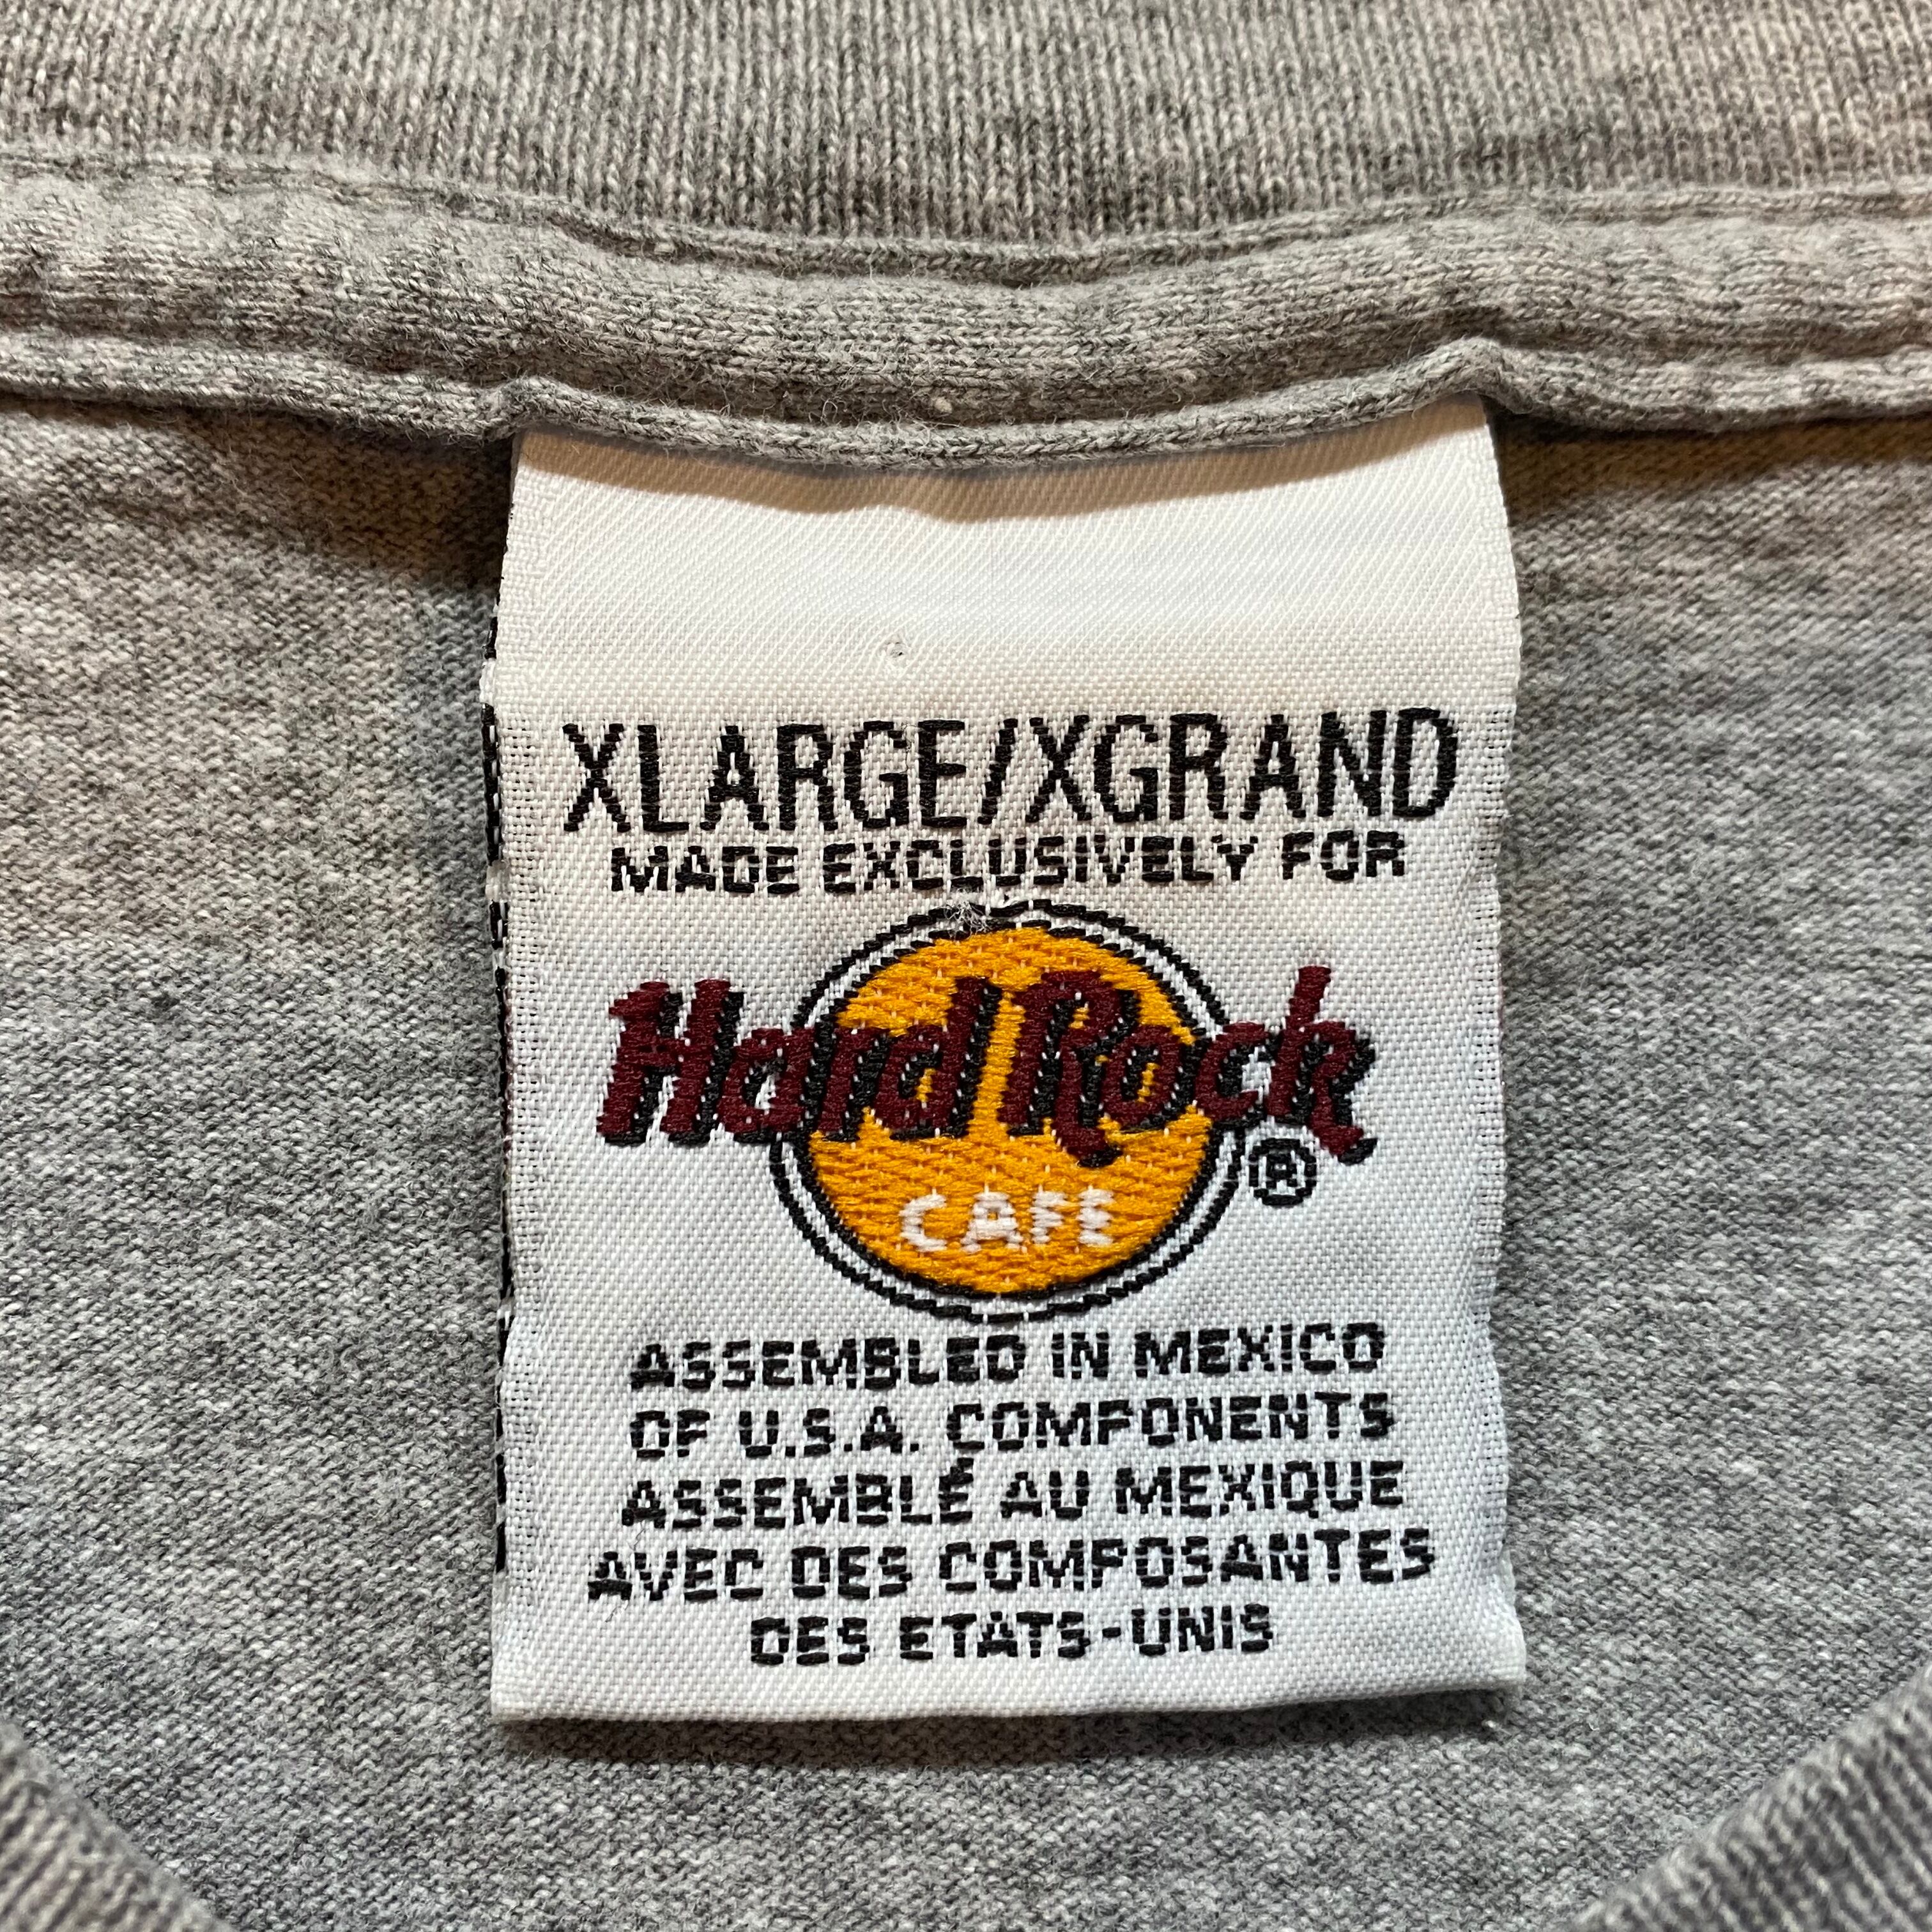 XLARGE/XGRAND
MADE EXCLUSIVELY FOR
Hard Rock
CAFE
®
ASSEMBLED IN MEXICO
OF U.S.A. COMPONENTS
ASSEMBLÉ AU MEXIQUE
AVEC DES COMPOSANTES
DES ETATS-UNIS